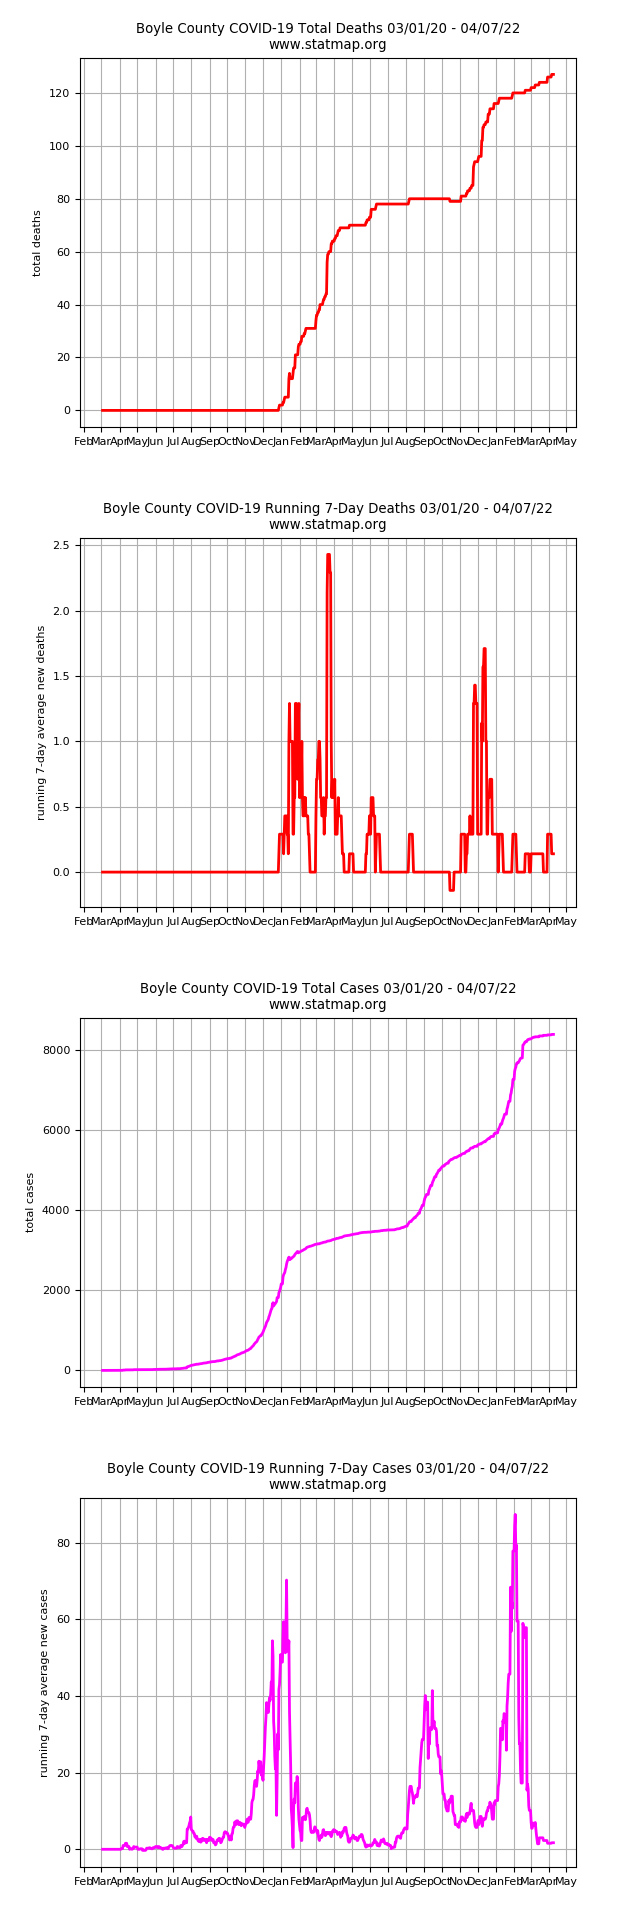 Boyle County COVID-19 Total Deaths 03/01/20 - 04/07/22
www.statmap.org
120
100
80
60
40
20
0
total deaths
Feb Mar Apr May Jun Jul Aug Sep Oct Nov Dec Jan Feb Mar Apr May Jun Jul Aug Sep Oct Nov Dec Jan Feb Mar Apr May
Boyle County COVID-19 Running 7-Day Deaths 03/01/20 - 04/07/22
www.statmap.org
2.5
2.0
1.5
1.0
0.5
0.0
running 7-day average new deaths
Feb Mar Apr May Jun Jul Aug Sep Oct Nov Dec Jan Feb Mar Apr May Jun Jul Aug Sep Oct Nov Dec Jan Feb Mar Apr May
Boyle County COVID-19 Total Cases 03/01/20 - 04/07/22
www.statmap.org
8000
6000
4000
2000
0
total cases
Feb Mar Apr May Jun Jul Aug Sep Oct Nov Dec Jan Feb Mar Apr May Jun Jul Aug Sep Oct Nov Dec Jan Feb Mar Apr May
Boyle County COVID-19 Running 7-Day Cases 03/01/20 - 04/07/22
www.statmap.org
80
60
40
20
0
running 7-day average new cases
Feb Mar Apr May Jun Jul Aug Sep Oct Nov Dec Jan Feb Mar Apr May Jun Jul Aug Sep Oct Nov Dec Jan Feb Mar Apr May